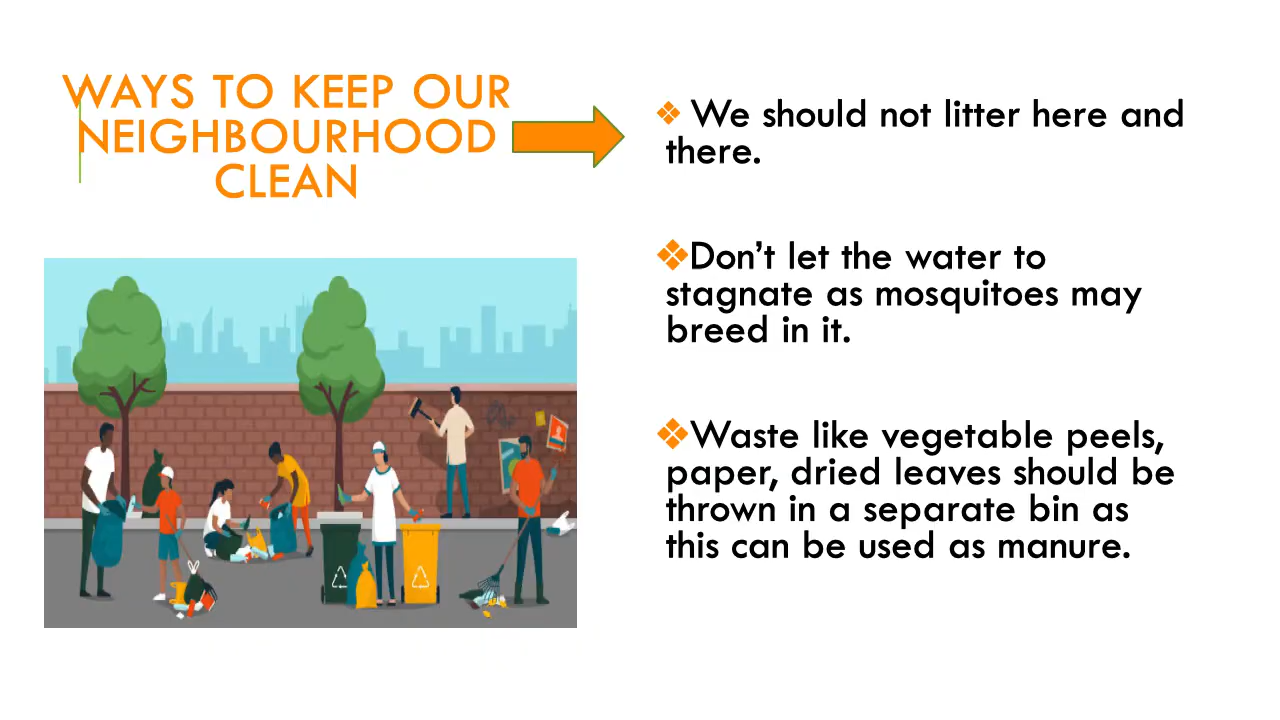 WAYS TO KEEP OUR
NEIGHBOURHOOD
CLEAN
❖ We should not litter here and
there.
❖Don’t let the water to
stagnate as mosquitoes may
breed in it.
❖Waste like vegetable peels,
paper, dried leaves should be
thrown in a separate bin as
this can be used as manure.